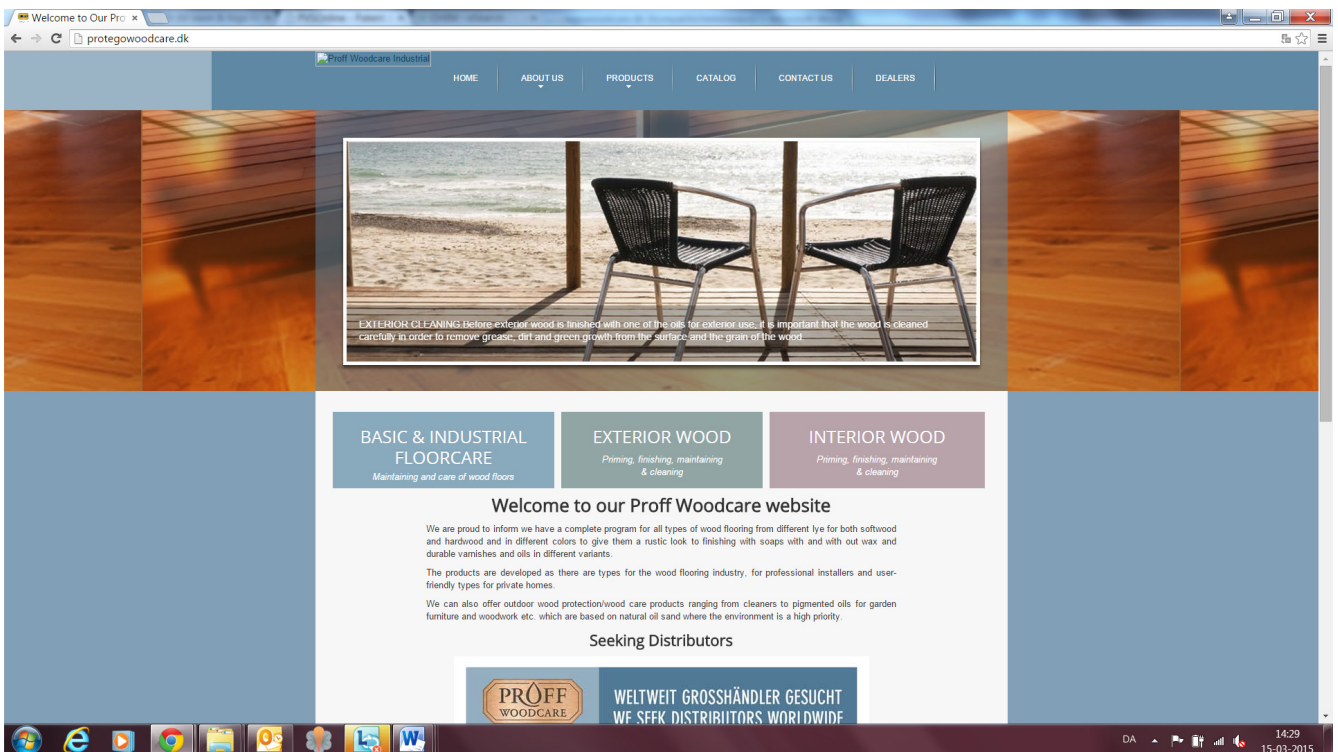 Welcome to Our Pro
protegowoodcare.dk
Proff Woodcare Industrial
HOME ABOUT US PRODUCTS CATALOG CONTACT US DEALERS
EXTERIOR CLEANING Before exterior wood is finished with one of the oils for exterior use, it is important that the wood is cleaned
carefully in order to remove grease, dirt and green growth from the surface and the grain of the wood.
BASIC & INDUSTRIAL
FLOORCARE
Maintaining and care of wood floors
EXTERIOR WOOD
Priming, finishing, maintaining
& cleaning
INTERIOR WOOD
Priming, finishing, maintaining
& cleaning
Welcome to our Proff Woodcare website
We are proud to inform we have a complete program for all types of wood flooring from different lye for both softwood
and hardwood and in different colors to give them a rustic look to finishing with soaps with and with out wax and
durable varnishes and oils in different variants.
The products are developed as there are types for the wood flooring industry, for professional installers and user-
friendly types for private homes.
We can also offer outdoor wood protection/wood care products ranging from cleaners to pigmented oils for garden
furniture and woodwork etc. which are based on natural oil sand where the environment is a high priority.
Seeking Distributors
PROFF
WOODCARE
WELTWEIT GROSSHÄNDLER GESUCHT
WE SEEK DISTRIBUTORS WORLDWIDE
DA
14:29
15-03-2015